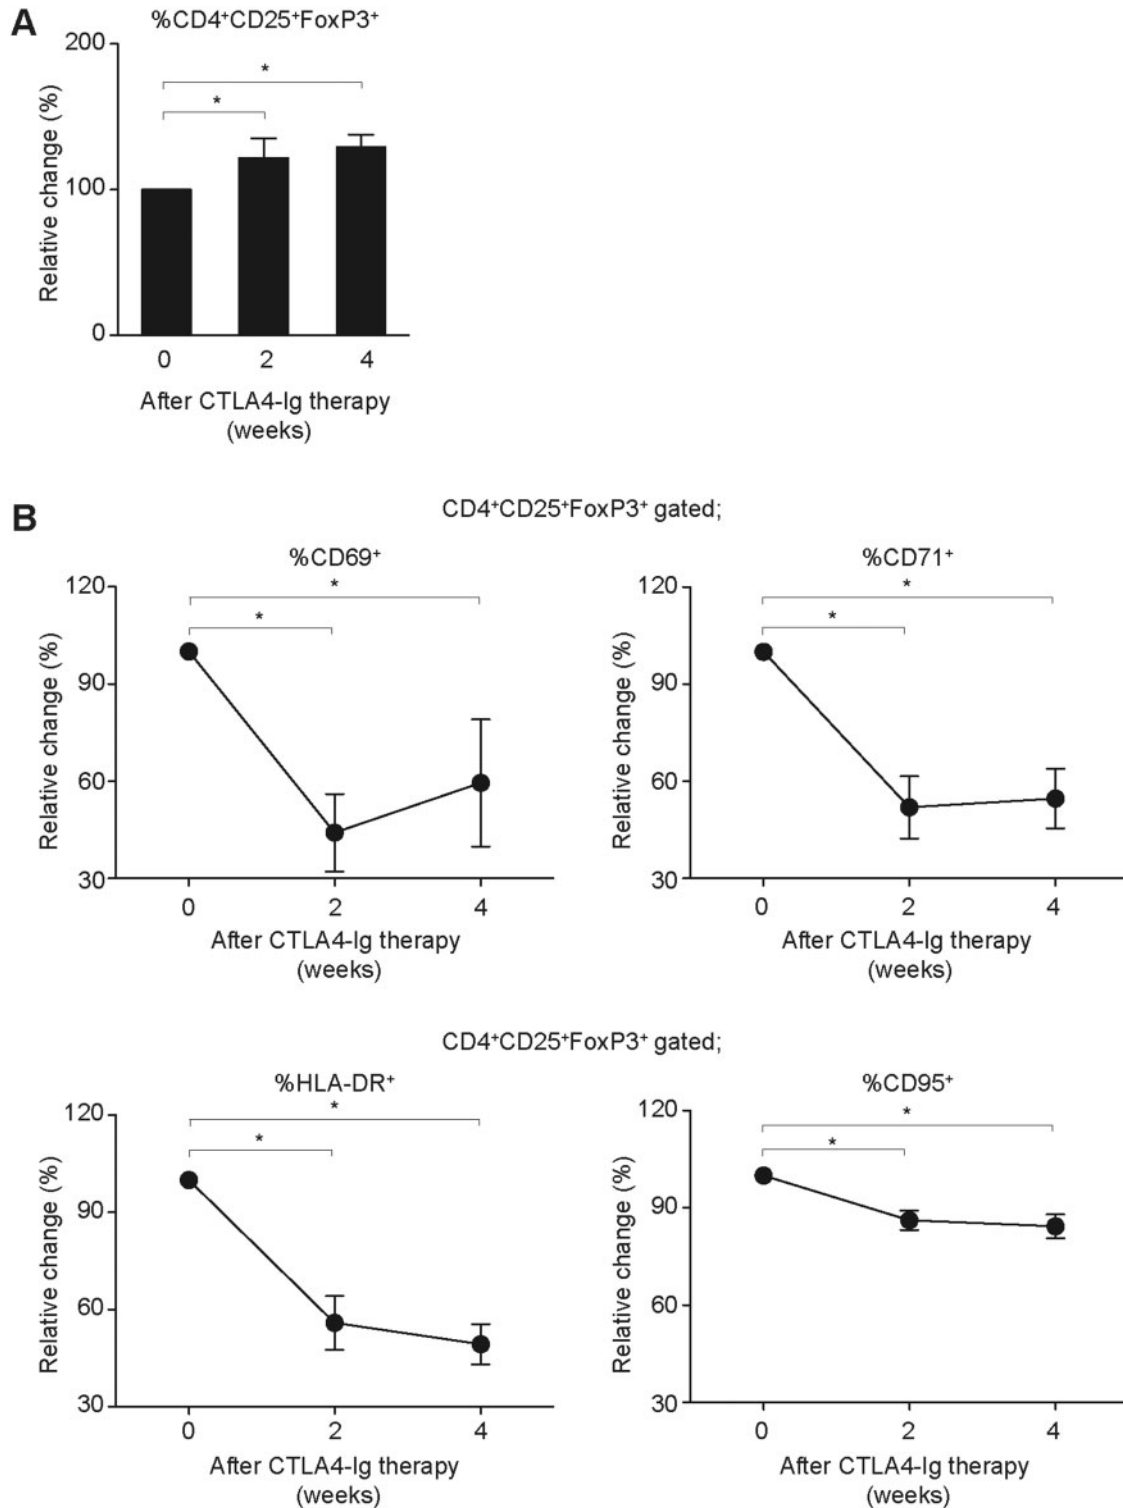 A
%CD4⁺CD25⁺FoxP3⁺
200
*
*
Relative change (%)
100
0
0 2 4
After CTLA4-Ig therapy
(weeks)
B
CD4⁺CD25⁺FoxP3⁺ gated;
%CD69⁺
120
*
*
Relative change (%)
90
60
30
0 2 4
After CTLA4-Ig therapy
(weeks)
%CD71⁺
120
*
*
Relative change (%)
90
60
30
0 2 4
After CTLA4-Ig therapy
(weeks)
CD4⁺CD25⁺FoxP3⁺ gated;
%HLA-DR⁺
120
*
*
Relative change (%)
90
60
30
0 2 4
After CTLA4-Ig therapy
(weeks)
%CD95⁺
120
*
*
Relative change (%)
90
60
30
0 2 4
After CTLA4-Ig therapy
(weeks)